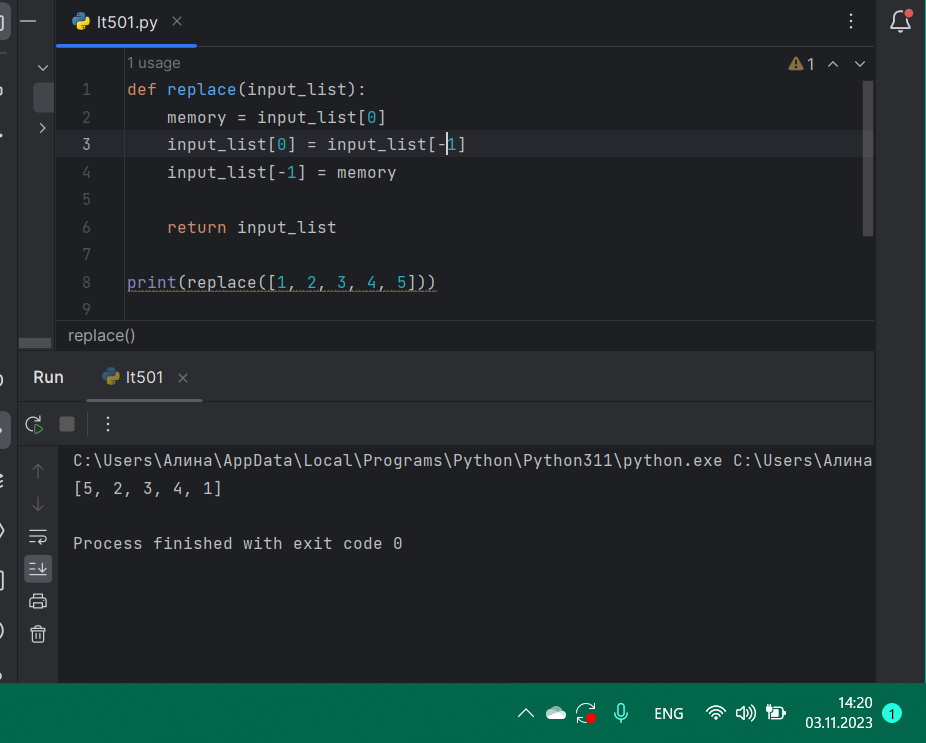 lt501.py
1 usage
1
1 def replace(input_list):
2 memory = input_list[0]
3 input_list[0] = input_list[-1]
4 input_list[-1] = memory
5
6 return input_list
7
8 print(replace([1, 2, 3, 4, 5]))
9
replace()
Run lt501
C:\Users\Алина\AppData\Local\Programs\Python\Python311\python.exe C:\Users\Алина
[5, 2, 3, 4, 1]
Process finished with exit code 0
ENG
14:20
03.11.2023
1